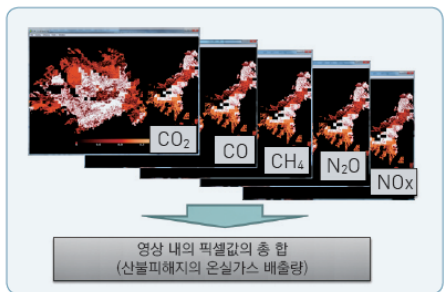 CO₂
CO
CH₄
N₂O
NOx
영상 내의 픽셀값의 총 합
(산불피해지의 온실가스 배출량)